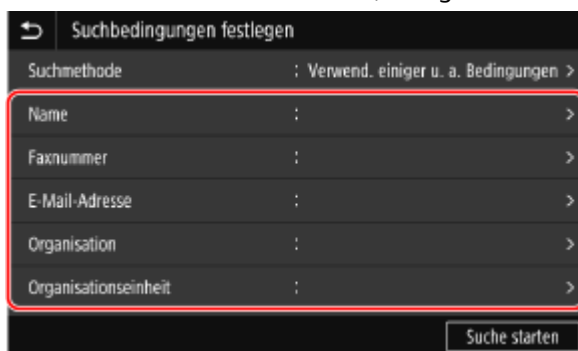 Suchbedingungen festlegen
Suchmethode : Verwend. einiger u. a. Bedingungen >
Name : >
Faxnummer : >
E-Mail-Adresse : >
Organisation : >
Organisationseinheit : >
Suche starten